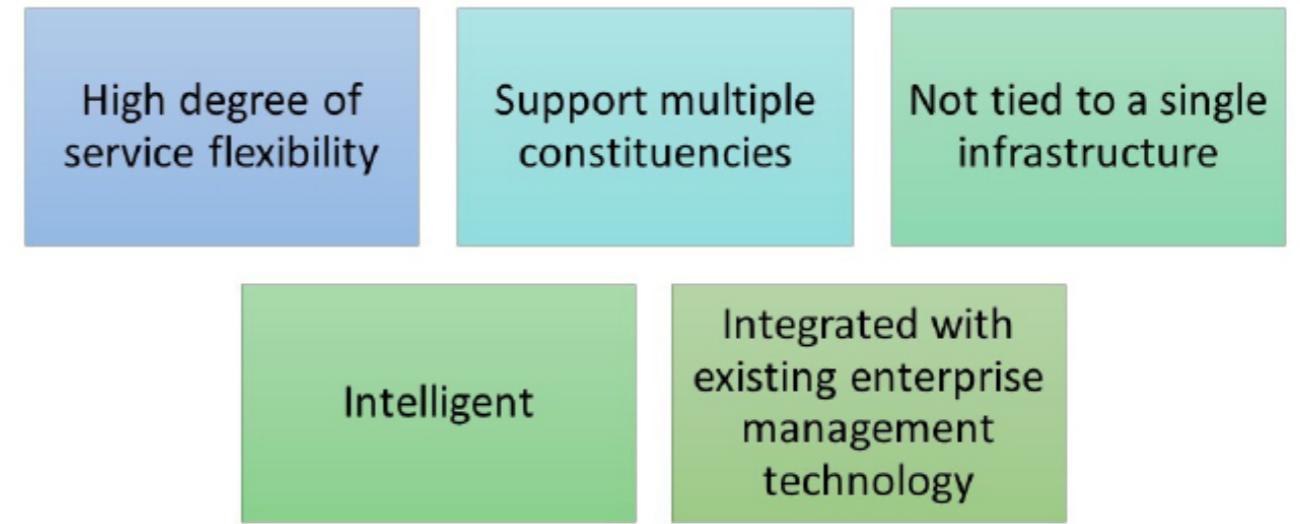 High degree of
service flexibility
Support multiple
constituencies
Not tied to a single
infrastructure
Intelligent
Integrated with
existing enterprise
management
technology